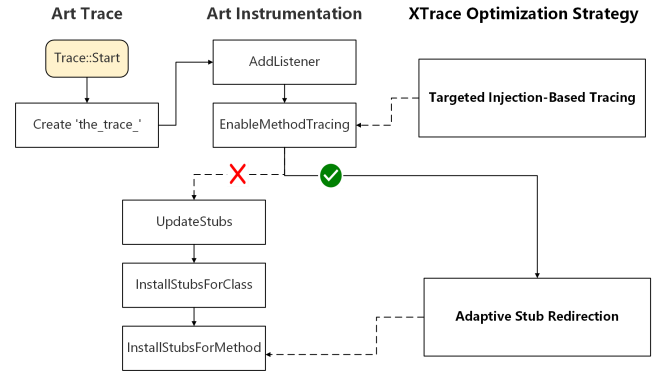 Art Trace
Art Instrumentation
XTrace Optimization Strategy
Trace::Start
AddListener
Create 'the_trace_'
EnableMethodTracing
Targeted Injection-Based Tracing
UpdateStubs
InstallStubsForClass
InstallStubsForMethod
Adaptive Stub Redirection